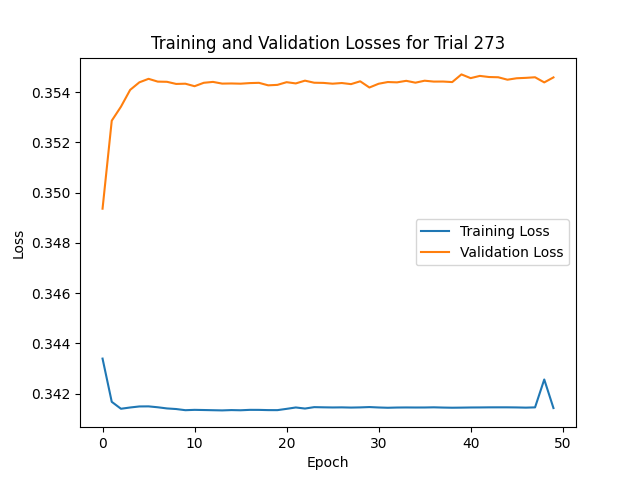 Training and Validation Losses for Trial 273
Loss
0.354
0.352
0.350
0.348
0.346
0.344
0.342
Training Loss
Validation Loss
0 10 20 30 40 50
Epoch